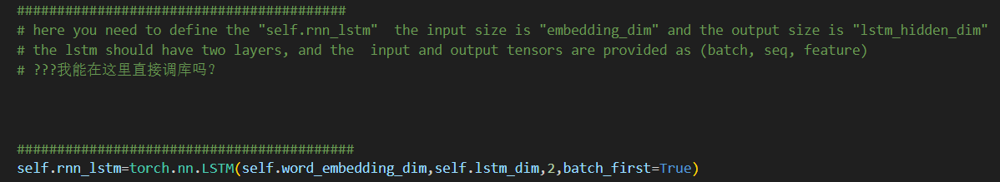 #########################################
# here you need to define the "self.rnn_lstm"  the input size is "embedding_dim" and the output size is "lstm_hidden_dim"
# the lstm should have two layers, and the  input and output tensors are provided as (batch, seq, feature)
# ???我能在这里直接调库吗?
##########################################
self.rnn_lstm=torch.nn.LSTM(self.word_embedding_dim,self.lstm_dim,2,batch_first=True)